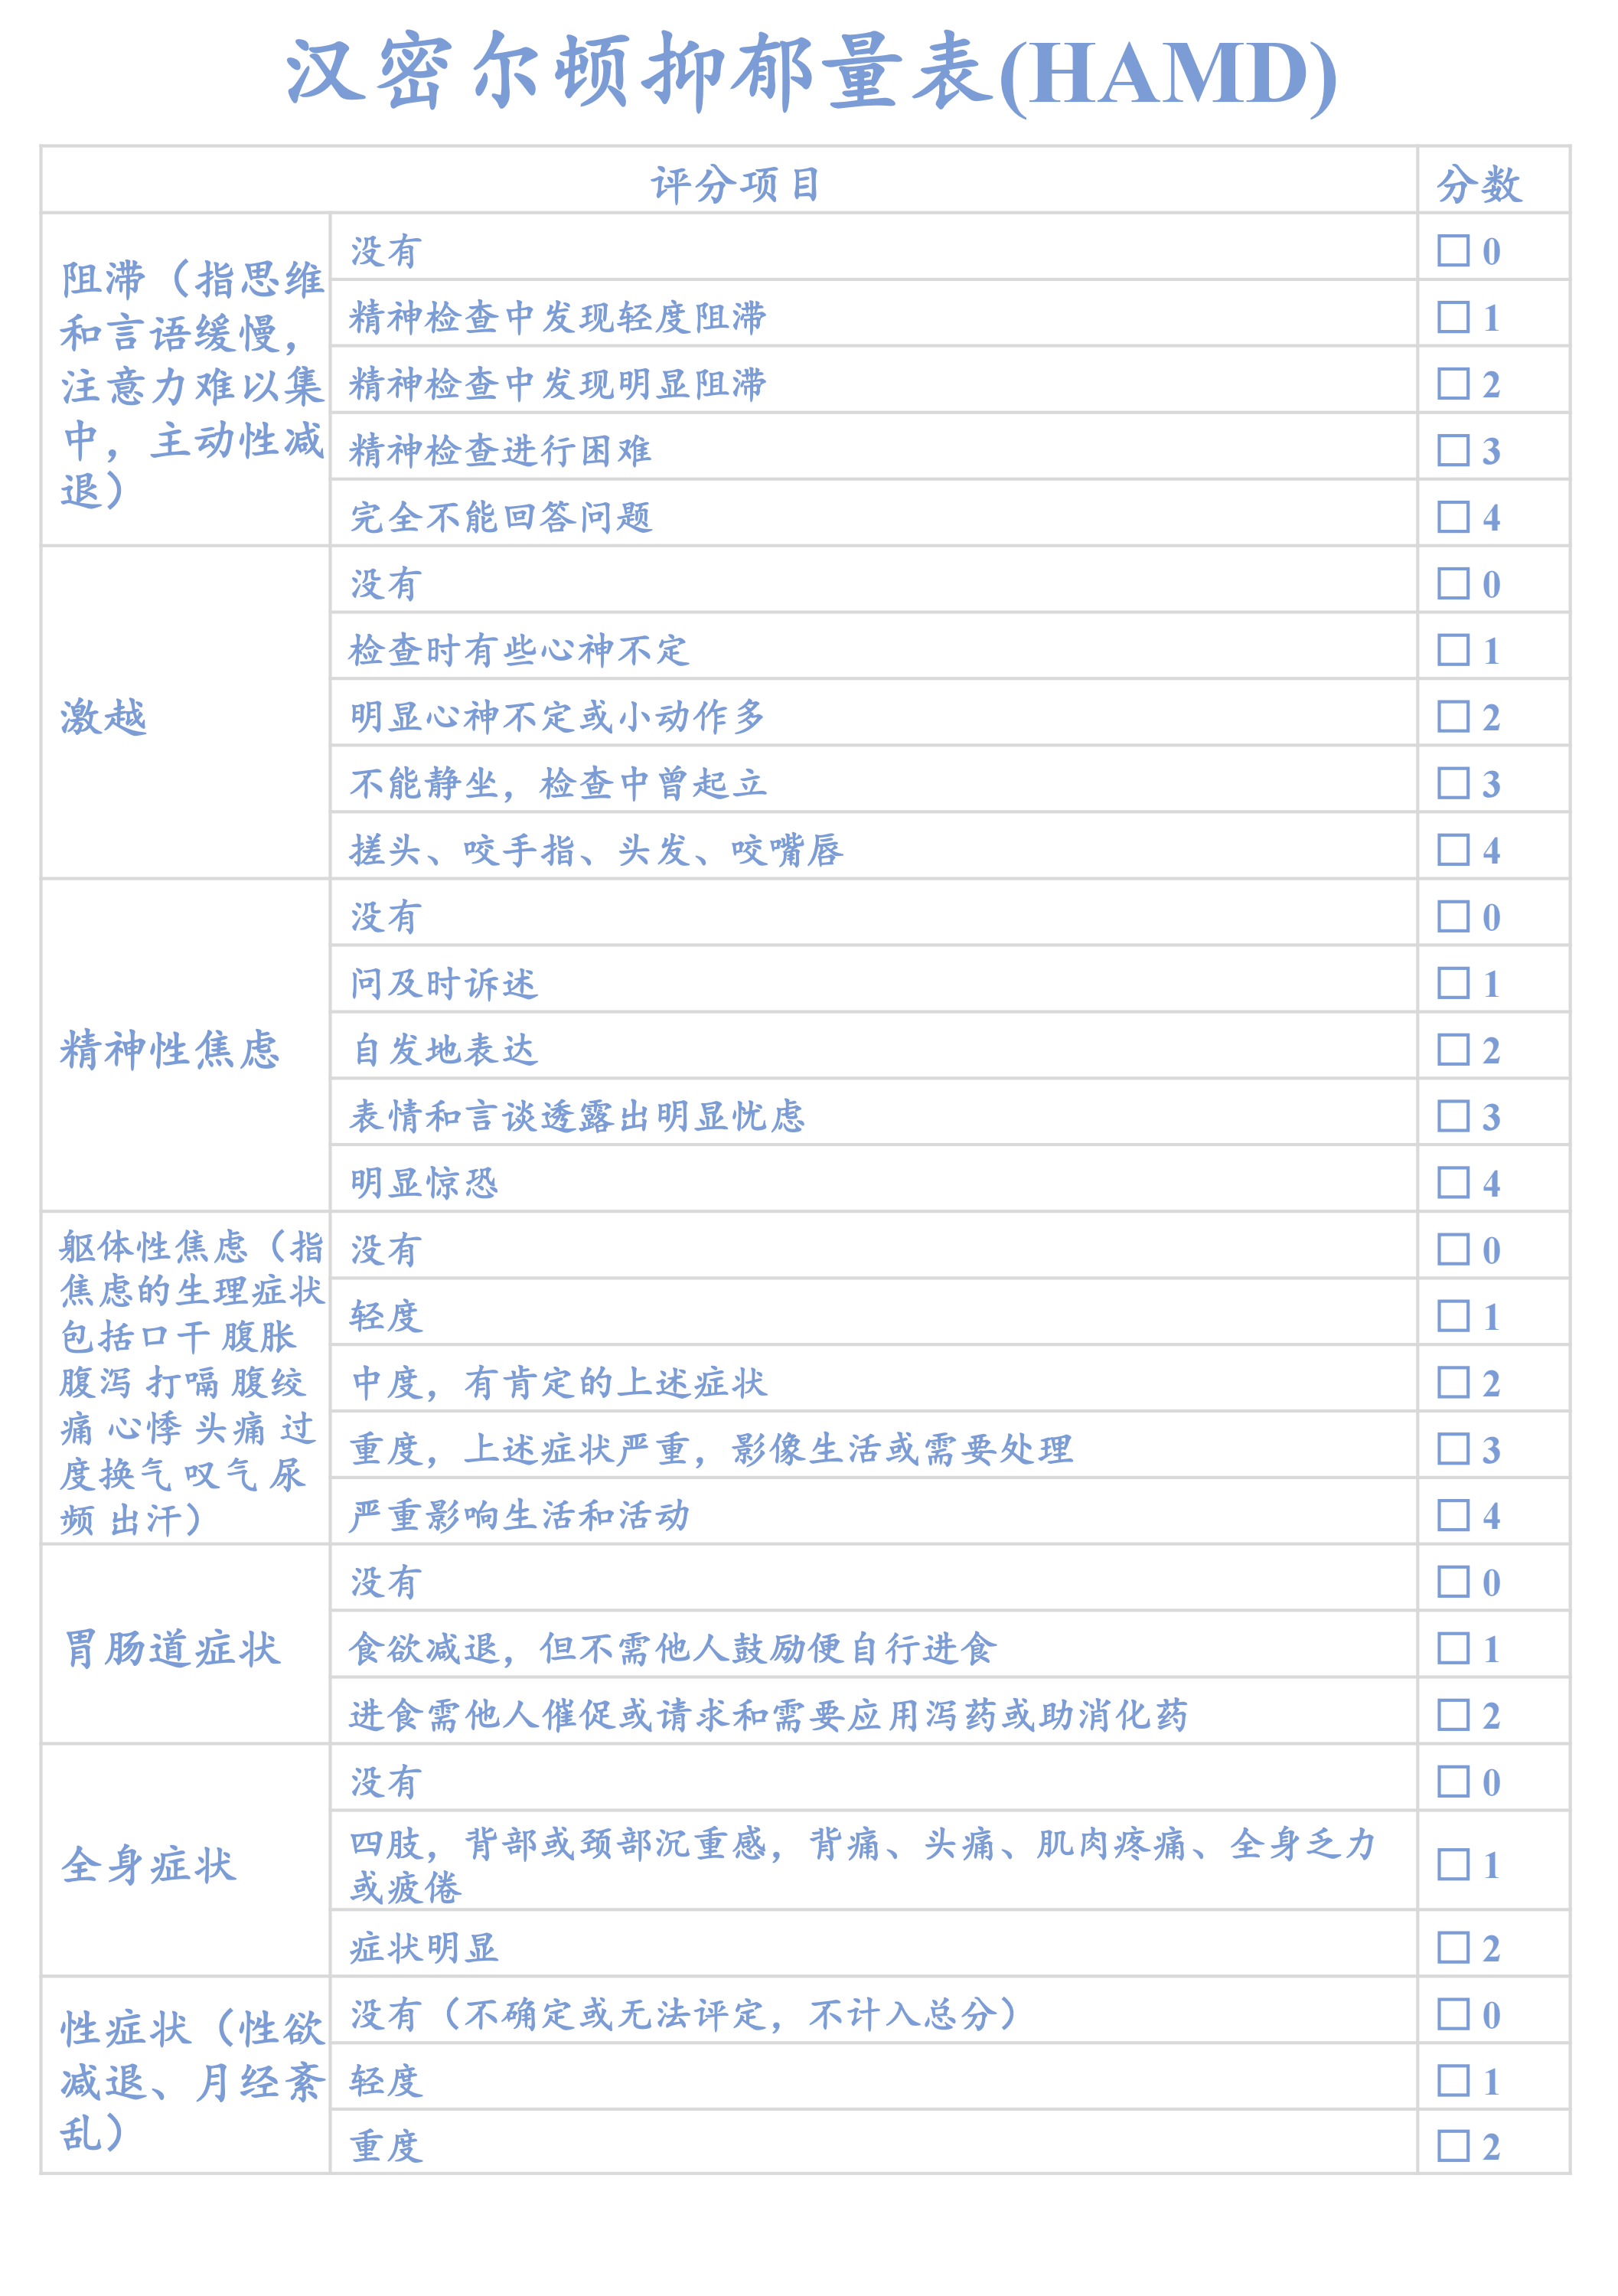 汉密尔顿抑郁量表(HAMD)
评分项目 分数
阻滞（指思维
和言语缓慢，
注意力难以集
中，主动性减
退）
没有 □ 0
精神检查中发现轻度阻滞 □ 1
精神检查中发现明显阻滞 □ 2
精神检查进行困难 □ 3
完全不能回答问题 □ 4
激越
没有 □ 0
检查时有些心神不定 □ 1
明显心神不定或小动作多 □ 2
不能静坐，检查中曾起立 □ 3
搓头、咬手指、头发、咬嘴唇 □ 4
精神性焦虑
没有 □ 0
问及时诉述 □ 1
自发地表达 □ 2
表情和言谈透露出明显忧虑 □ 3
明显惊恐 □ 4
躯体性焦虑（指
焦虑的生理症状
包括口干 腹胀
腹泻 打嗝 腹绞
痛 心悸 头痛 过
度换气 叹气 尿
频 出汗）
没有 □ 0
轻度 □ 1
中度，有肯定的上述症状 □ 2
重度，上述症状严重，影像生活或需要处理 □ 3
严重影响生活和活动 □ 4
胃肠道症状
没有 □ 0
食欲减退，但不需他人鼓励便自行进食 □ 1
进食需他人催促或请求和需要应用泻药或助消化药 □ 2
全身症状
没有 □ 0
四肢，背部或颈部沉重感，背痛、头痛、肌肉疼痛、全身乏力
或疲倦 □ 1
症状明显 □ 2
性症状（性欲
减退、月经紊
乱）
没有（不确定或无法评定，不计入总分） □ 0
轻度 □ 1
重度 □ 2